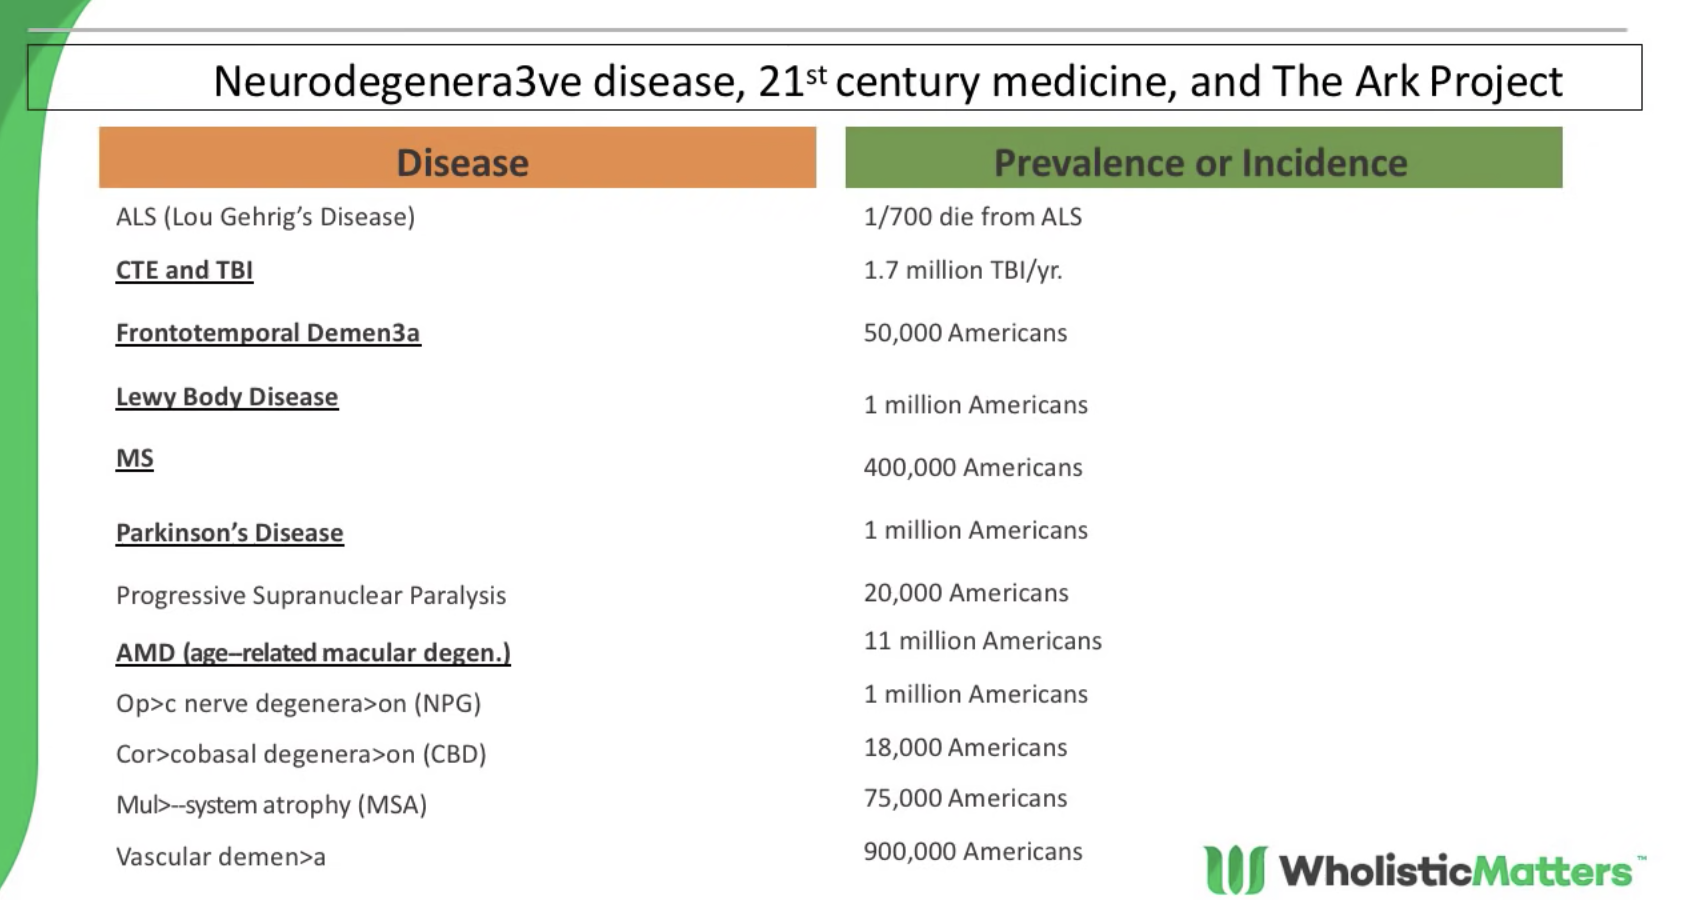 Neurodegenera3ve disease, 21st century medicine, and The Ark Project
Disease Prevalence or Incidence
ALS (Lou Gehrig’s Disease) 1/700 die from ALS
CTE and TBI 1.7 million TBI/yr.
Frontotemporal Demen3a 50,000 Americans
Lewy Body Disease 1 million Americans
MS 400,000 Americans
Parkinson’s Disease 1 million Americans
Progressive Supranuclear Paralysis 20,000 Americans
AMD (age--related macular degen.) 11 million Americans
Op>c nerve degenera>on (NPG) 1 million Americans
Cor>cobasal degenera>on (CBD) 18,000 Americans
Mul>--system atrophy (MSA) 75,000 Americans
Vascular demen>a 900,000 Americans
WholisticMatters™